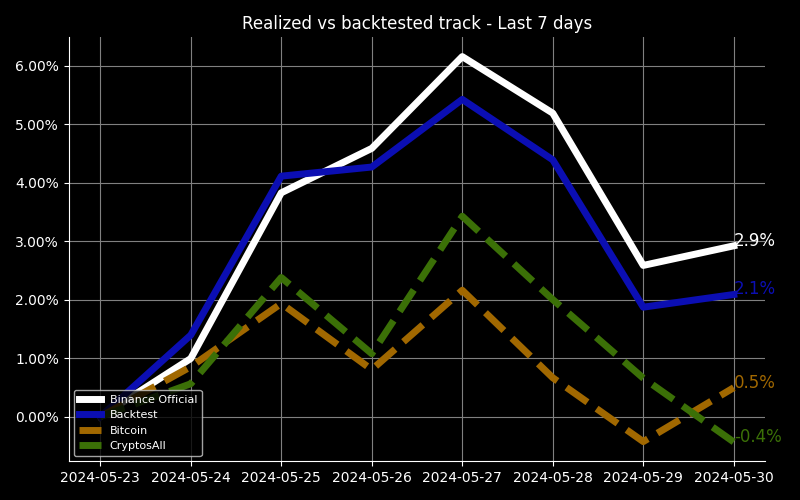 Realized vs backtested track - Last 7 days
6.00%
5.00%
4.00%
3.00%
2.00%
1.00%
0.00%
2.9%
2.1%
0.5%
-0.4%
Binance Official
Backtest
Bitcoin
CryptosAll
2024-05-23 2024-05-24 2024-05-25 2024-05-26 2024-05-27 2024-05-28 2024-05-29 2024-05-30